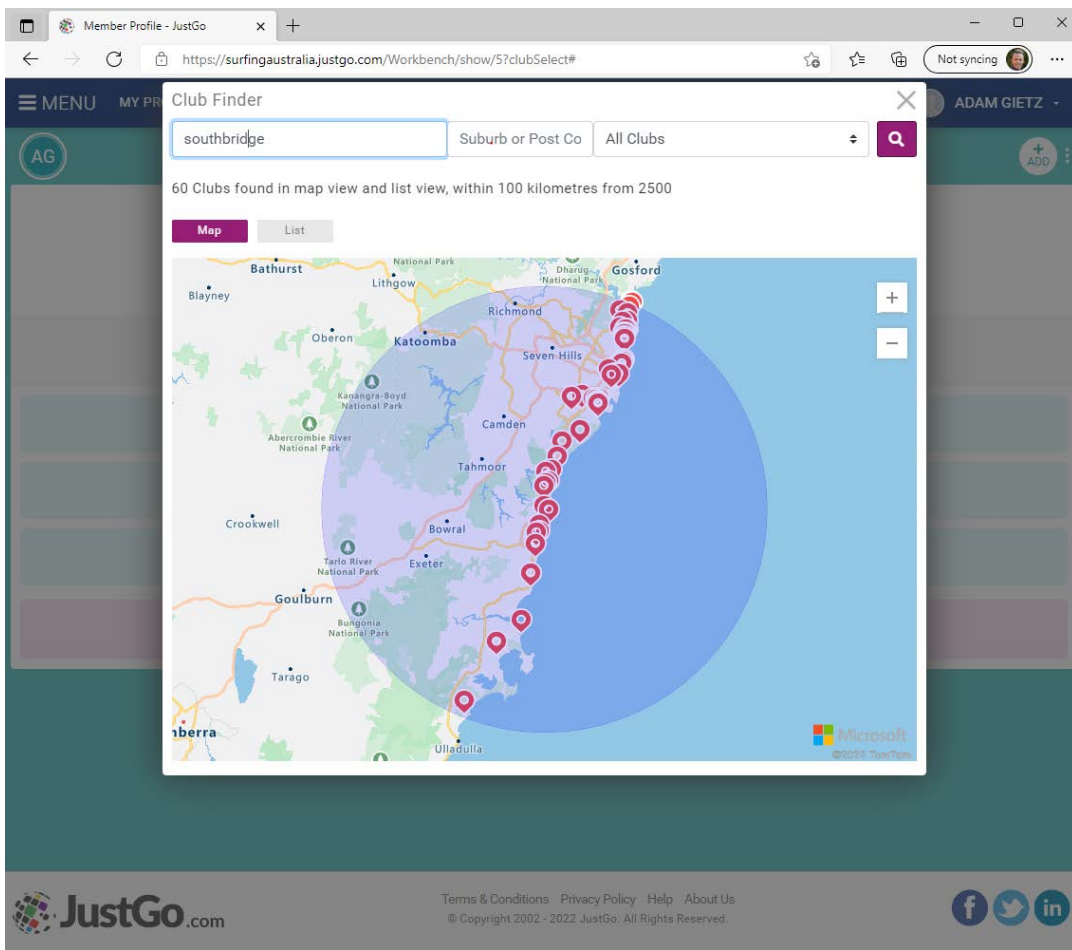 Member Profile - JustGo
https://surfingaustralia.justgo.com/Workbench/show/5?clubSelect#
Not syncing
MENU MY PR
ADAM GIETZ
AG
+ ADD
Club Finder
southbridge
Suburb or Post Co
All Clubs
60 Clubs found in map view and list view, within 100 kilometres from 2500
Map List
National Park
Bathurst
Lithgow
Dharug
National Park
Gosford
Blayney
Richmond
Oberon
Katoomba
Seven Hills
Kanangra-Boyd
National Park
Abercrombie River
National Park
Camden
Tahmoor
Crookwell
Bowral
Tarlo River
National Park
Exeter
Goulburn
Bungonia
National Park
Tarago
nberra
Ulladulla
Microsoft
©2022 TomTom
JustGo.com
Terms & Conditions Privacy Policy Help About Us
© Copyright 2002 - 2022 JustGo. All Rights Reserved.